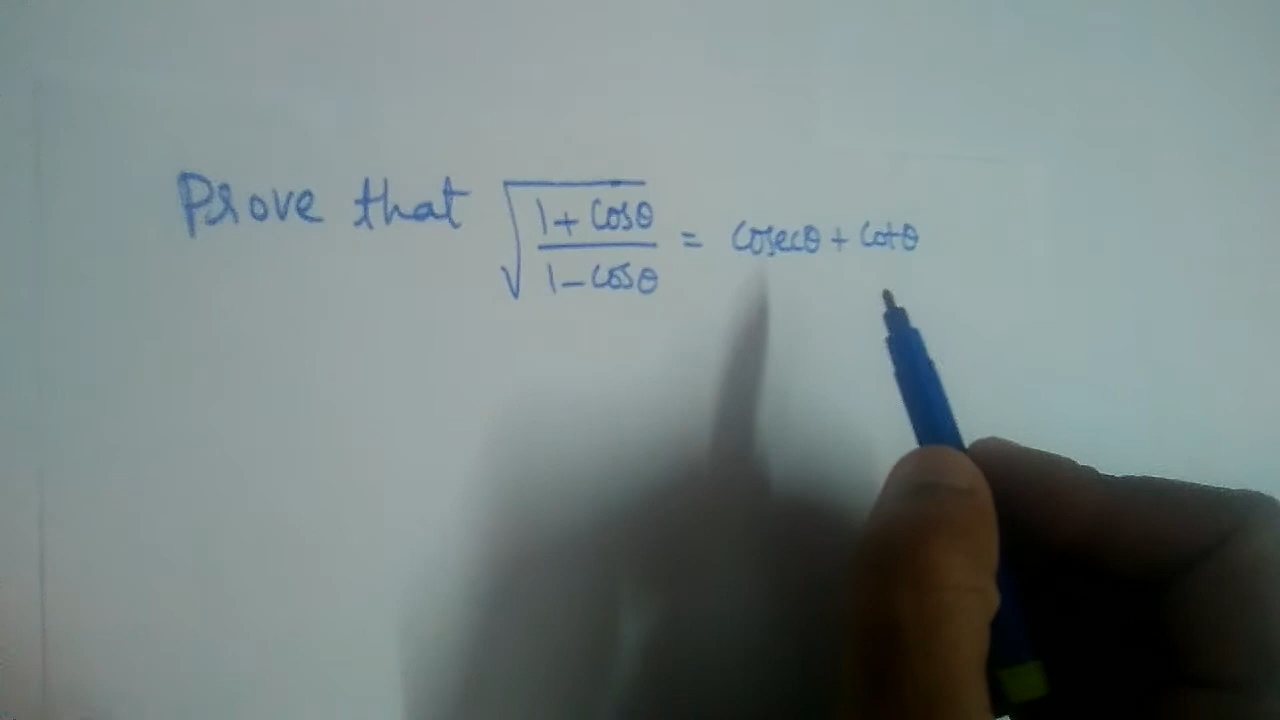 Prove that √(1+cosθ / 1-cosθ) = cosecθ + cotθ